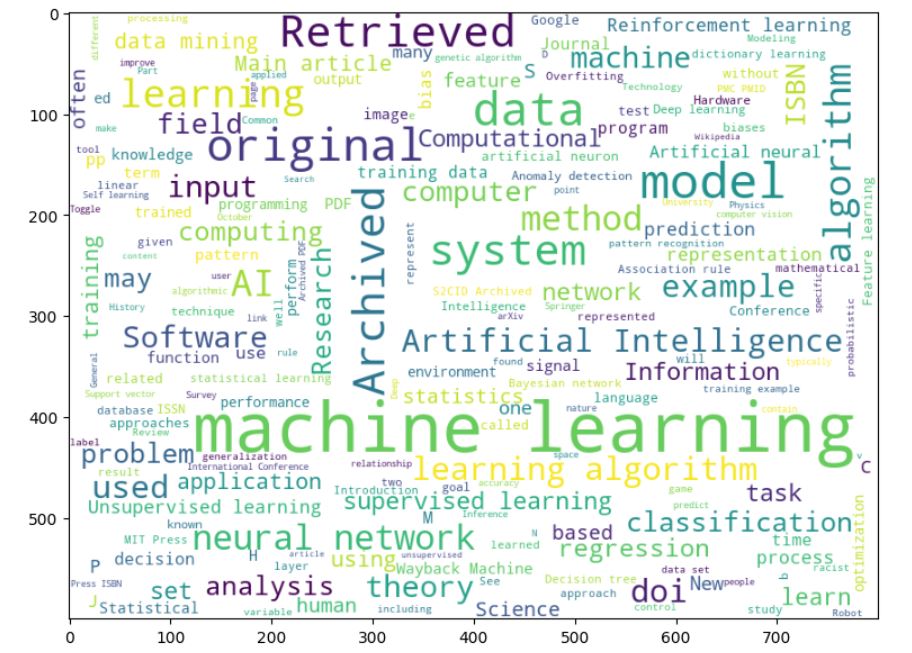 0
100
200
300
400
500
0 100 200 300 400 500 600 700
processing
different
data mining
Retrieved
Google
Reinforcement learning
Journal
Modeling
improve
Part
Main article
many
genetic algorithm
D
machine
dictionary learning
often
applied
output
bias
feature
S
Overfitting
without
ISBN
algorithm
ed
learning
page
PMC PMID
Technology
Hardware
data
test
Deep learning
make
field
Common
image
e
original
Computational
program
biases
Wikipedia
tool
pp
knowledge
artificial neuron
Artificial neural
term
linear
Self learning
input
Search
training data
Anomaly detection
point
model
Toggle
trained
programming
October
PDF
Archived
computer
University
Physics
computer vision
Feature learning
method
prediction
computing
given
content
pattern
represent
system
pattern recognition
representation
training
may
user
AI
algorithmic
perform
Archived PDF
Research
Association rule
mathematical
S2CID Archived
network
example
specific
History
technique
link
well
Intelligence
Springer
arXiv
represented
Conference
probabilistic
Software
function
use
rule
Artificial Intelligence
General
found
signal
will
Information
typically
environment
related
statistical learning
Bayesian network
training example
Support vector
Survey
Deep
statistics
language
database
ISSN
performance
one
nature
contain
approaches
Review
called
machine learning
label
problem
generalization
International Conference
relationship
space
v
C
result
learning algorithm
used
application
Introduction
two
goal
accuracy
game
task
Unsupervised learning
supervised learning
predict
optimization
known
M
Inference
classification
MIT Press
neural network
N
learned
based
regression
time
process
P
decision
H
article
layer
using
unsupervised
Wayback Machine
data set
racist
Press ISBN
set
analysis
theory
See
Decision tree
approach
doi
New
people
b
learn
J
Statistical
variable
human
including
Science
control
study
Robot